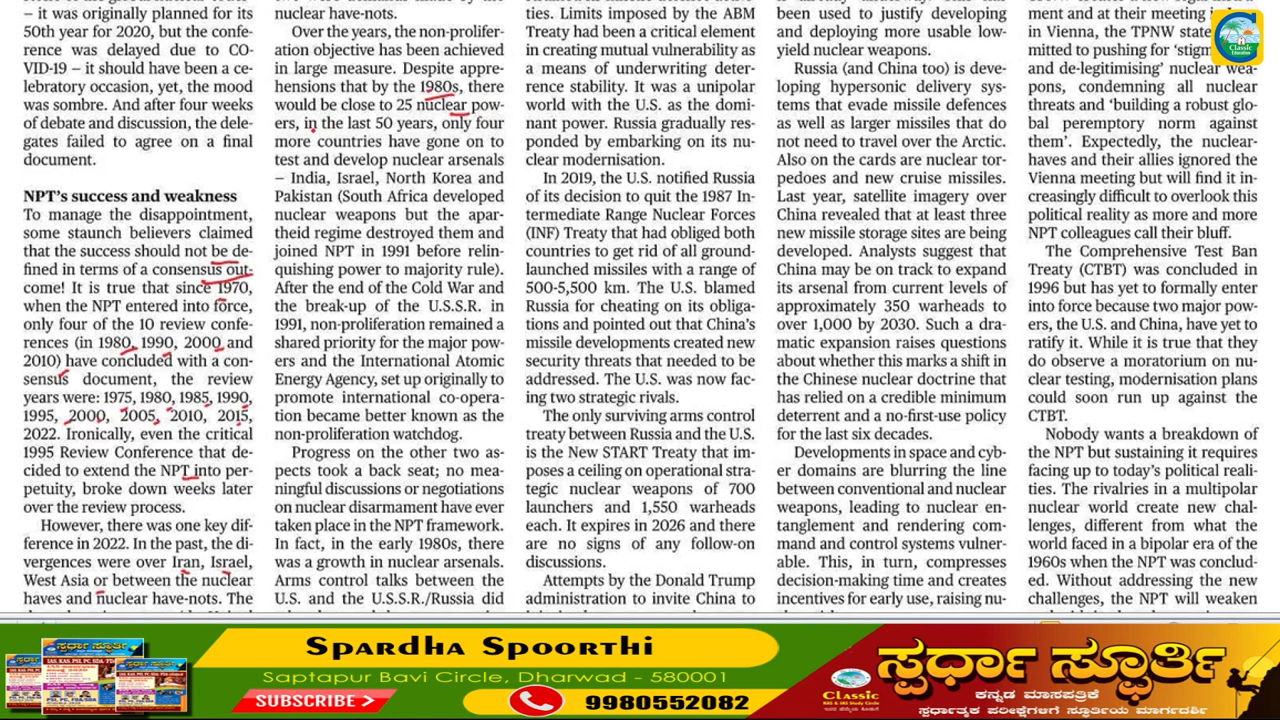 – it was originally planned for its
50th year for 2020, but the confe-
rence was delayed due to CO-
VID-19 – it should have been a ce-
lebratory occasion, yet, the mood
was sombre. And after four weeks
of debate and discussion, the dele-
gates failed to agree on a final
document.
NPT's success and weakness
To manage the disappointment,
some staunch believers claimed
that the success should not be de-
fined in terms of a consensus out-
come! It is true that since 1970,
when the NPT entered into force,
only four of the 10 review confe-
rences (in 1980, 1990, 2000 and
2010) have concluded with a con-
sensus document, the review
years were: 1975, 1980, 1985, 1990,
1995, 2000, 2005, 2010, 2015,
2022. Ironically, even the critical
1995 Review Conference that de-
cided to extend the NPT into per-
petuity, broke down weeks later
over the review process.
However, there was one key dif-
ference in 2022. In the past, the di-
vergences were over Iran, Israel,
West Asia or between the nuclear
haves and nuclear have-nots. The
nuclear have-nots.
Over the years, the non-prolifer-
ation objective has been achieved
in large measure. Despite appre-
hensions that by the 1980s, there
would be close to 25 nuclear pow-
ers, in the last 50 years, only four
more countries have gone on to
test and develop nuclear arsenals
– India, Israel, North Korea and
Pakistan (South Africa developed
nuclear weapons but the apar-
theid regime destroyed them and
joined NPT in 1991 before relin-
quishing power to majority rule).
After the end of the Cold War and
the break-up of the U.S.S.R. in
1991, non-proliferation remained a
shared priority for the major pow-
ers and the International Atomic
Energy Agency, set up originally to
promote international co-opera-
tion became better known as the
non-proliferation watchdog.
Progress on the other two as-
pects took a back seat; no mea-
ningful discussions or negotiations
on nuclear disarmament have ever
taken place in the NPT framework.
In fact, in the early 1980s, there
was a growth in nuclear arsenals.
Arms control talks between the
U.S. and the U.S.S.R./Russia did
ties. Limits imposed by the ABM
Treaty had been a critical element
in creating mutual vulnerability as
a means of underwriting deter-
rence stability. It was a unipolar
world with the U.S. as the domi-
nant power. Russia gradually res-
ponded by embarking on its nu-
clear modernisation.
In 2019, the U.S. notified Russia
of its decision to quit the 1987 In-
termediate Range Nuclear Forces
(INF) Treaty that had obliged both
countries to get rid of all ground-
launched missiles with a range of
500-5,500 km. The U.S. blamed
Russia for cheating on its obliga-
tions and pointed out that China's
missile developments created new
security threats that needed to be
addressed. The U.S. was now fac-
ing two strategic rivals.
The only surviving arms control
treaty between Russia and the U.S.
is the New START Treaty that im-
poses a ceiling on operational stra-
tegic nuclear weapons of 700
launchers and 1,550 warheads
each. It expires in 2026 and there
are no signs of any follow-on
discussions.
Attempts by the Donald Trump
administration to invite China to
been used to justify developing
and deploying more usable low-
yield nuclear weapons.
Russia (and China too) is deve-
loping hypersonic delivery sys-
tems that evade missile defences
as well as larger missiles that do
not need to travel over the Arctic.
Also on the cards are nuclear tor-
pedoes and new cruise missiles.
Last year, satellite imagery over
China revealed that at least three
new missile storage sites are being
developed. Analysts suggest that
China may be on track to expand
its arsenal from current levels of
approximately 350 warheads to
over 1,000 by 2030. Such a dra-
matic expansion raises questions
about whether this marks a shift in
the Chinese nuclear doctrine that
has relied on a credible minimum
deterrent and a no-first-use policy
for the last six decades.
Developments in space and cyb-
er domains are blurring the line
between conventional and nuclear
weapons, leading to nuclear en-
tanglement and rendering com-
mand and control systems vulner-
able. This, in turn, compresses
decision-making time and creates
incentives for early use, raising nu-
ment and at their meeting
in Vienna, the TPNW state
mitted to pushing for 'stigm
and de-legitimising' nuclear wea-
pons, condemning all nuclear
threats and 'building a robust glo-
bal peremptory norm against
them'. Expectedly, the nuclear-
haves and their allies ignored the
Vienna meeting but will find it in-
creasingly difficult to overlook this
political reality as more and more
NPT colleagues call their bluff.
The Comprehensive Test Ban
Treaty (CTBT) was concluded in
1996 but has yet to formally enter
into force because two major pow-
ers, the U.S. and China, have yet to
ratify it. While it is true that they
do observe a moratorium on nu-
clear testing, modernisation plans
could soon run up against the
CTBT.
Nobody wants a breakdown of
the NPT but sustaining it requires
facing up to today's political reali-
ties. The rivalries in a multipolar
nuclear world create new chal-
lenges, different from what the
world faced in a bipolar era of the
1960s when the NPT was conclud-
ed. Without addressing the new
challenges, the NPT will weaken
Classic
Education
Spardha Spoorthi
Saptapur Bavi Circle, Dharwad - 580001
SUBSCRIBE
9980552082
Classic
KAS & IAS Study Circle
ಸ್ಪರ್ಧಾ ಸ್ಫೂರ್ತಿ
ಕನ್ನಡ ಮಾಸಪತ್ರಿಕೆ
ಸ್ಪರ್ಧಾತ್ಮಕ ಪರೀಕ್ಷೆಗಳಿಗೆ ಸ್ಫೂರ್ತಿಯ ಮಾರ್ಗದರ್ಶಿ